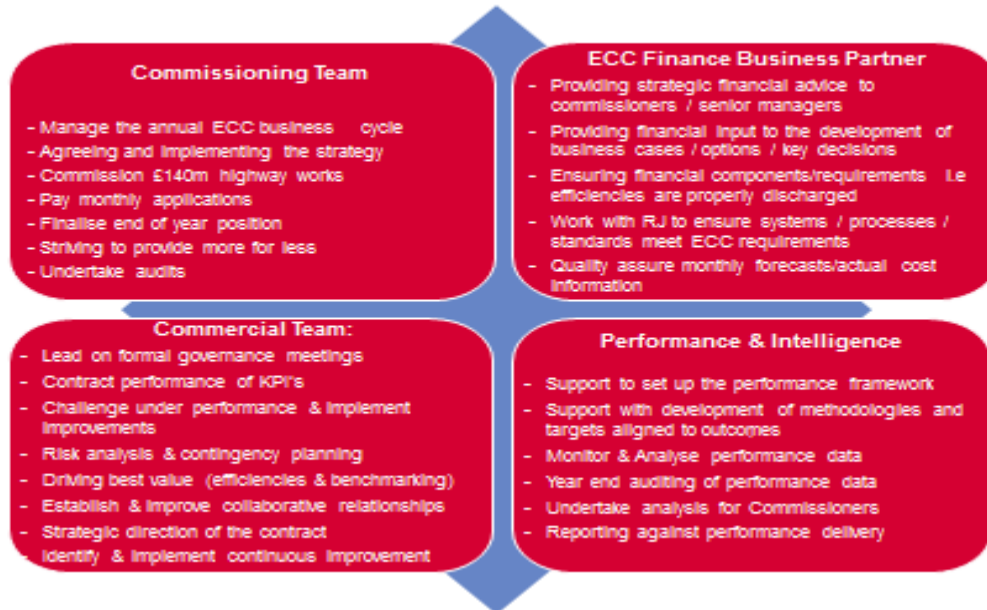 Commissioning Team
- Manage the annual ECC business cycle
- Agreeing and implementing the strategy
- Commission £140m highway works
- Pay monthly applications
- Finalise end of year position
- Striving to provide more for less
- Undertake audits
ECC Finance Business Partner
- Providing strategic financial advice to
commissioners / senior managers
- Providing financial input to the development of
business cases / options / key decisions
- Ensuring financial components/requirements i.e
efficiencies are properly discharged
- Work with RJ to ensure systems / processes /
standards meet ECC requirements
- Quality assure monthly forecasts/actual cost
information
Commercial Team:
- Lead on formal governance meetings
- Contract performance of KPI's
- Challenge under performance & implement
improvements
- Risk analysis & contingency planning
- Driving best value (efficiencies & benchmarking)
- Establish & improve collaborative relationships
- Strategic direction of the contract
- Identify & implement continuous improvement
Performance & Intelligence
- Support to set up the performance framework
- Support with development of methodologies and
targets aligned to outcomes
- Monitor & Analyse performance data
- Year end auditing of performance data
- Undertake analysis for Commissioners
- Reporting against performance delivery